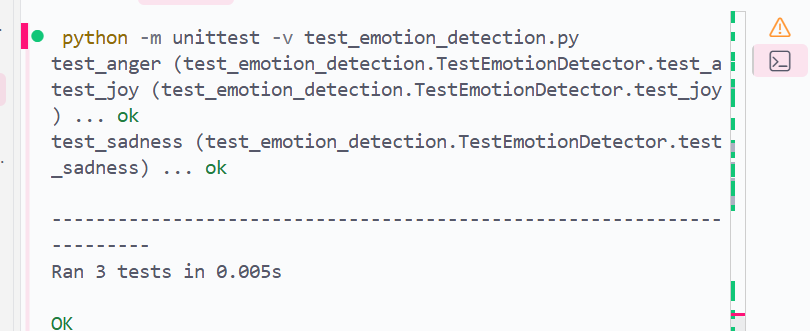 python -m unittest -v test_emotion_detection.py
test_anger (test_emotion_detection.TestEmotionDetector.test_a
test_joy (test_emotion_detection.TestEmotionDetector.test_joy
) ... ok
test_sadness (test_emotion_detection.TestEmotionDetector.test
_sadness) ... ok
-------------------------------------------------------------
---------
Ran 3 tests in 0.005s
OK